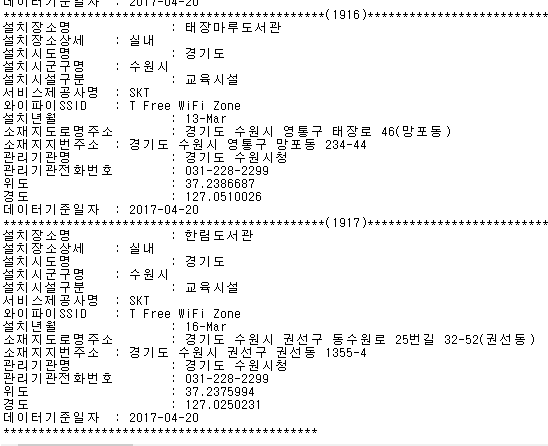 데이터기준일자 : 2017-04-20
***************************************(1916)**********************
설치장소명 : 태장마루도서관
설치장소상세 : 실내
설치시도명 : 경기도
설치시군구명 : 수원시
설치시설구분 : 교육시설
서비스제공사명 : SKT
와이파이SSID : T Free WiFi Zone
설치년월 : 13-Mar
소재지도로명주소 : 경기도 수원시 영통구 태장로 46(망포동)
소재지지번주소 : 경기도 수원시 영통구 망포동 234-44
관리기관명 : 경기도 수원시청
관리기관전화번호 : 031-228-2299
위도 : 37.2386687
경도 : 127.0510026
데이터기준일자 : 2017-04-20
***************************************(1917)**********************
설치장소명 : 한림도서관
설치장소상세 : 실내
설치시도명 : 경기도
설치시군구명 : 수원시
설치시설구분 : 교육시설
서비스제공사명 : SKT
와이파이SSID : T Free WiFi Zone
설치년월 : 16-Mar
소재지도로명주소 : 경기도 수원시 권선구 동수원로 25번길 32-52(권선동)
소재지지번주소 : 경기도 수원시 권선구 권선동 1355-4
관리기관명 : 경기도 수원시청
관리기관전화번호 : 031-228-2299
위도 : 37.2375994
경도 : 127.0250231
데이터기준일자 : 2017-04-20
***************************************